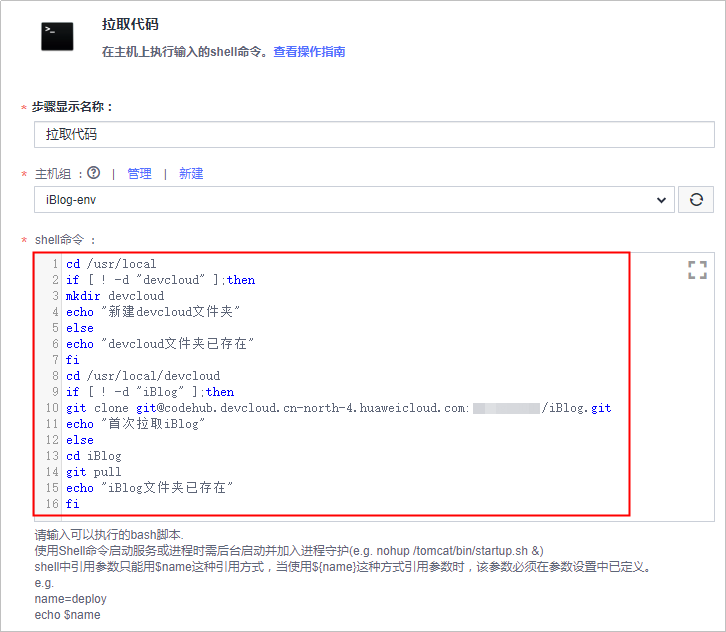 >_
拉取代码
在主机上执行输入的shell命令。查看操作指南
* 步骤显示名称：
拉取代码
* 主机组 ： ? | 管理 | 新建
iBlog-env
* shell命令 ：
1 cd /usr/local
2 if [ ! -d "devcloud" ];then
3 mkdir devcloud
4 echo "新建devcloud文件夹"
5 else
6 echo "devcloud文件夹已存在"
7 fi
8 cd /usr/local/devcloud
9 if [ ! -d "iBlog" ];then
10 git clone git@codehub.devcloud.cn-north-4.huaweicloud.com: /iBlog.git
11 echo "首次拉取iBlog"
12 else
13 cd iBlog
14 git pull
15 echo "iBlog文件夹已存在"
16 fi
请输入可以执行的bash脚本.
使用Shell命令启动服务或进程时需后台启动并加入进程守护(e.g. nohup /tomcat/bin/startup.sh &)
shell中引用参数只能用$name这种引用方式，当使用${name}这种方式引用参数时，该参数必须在参数设置中已定义。
e.g.
name=deploy
echo $name